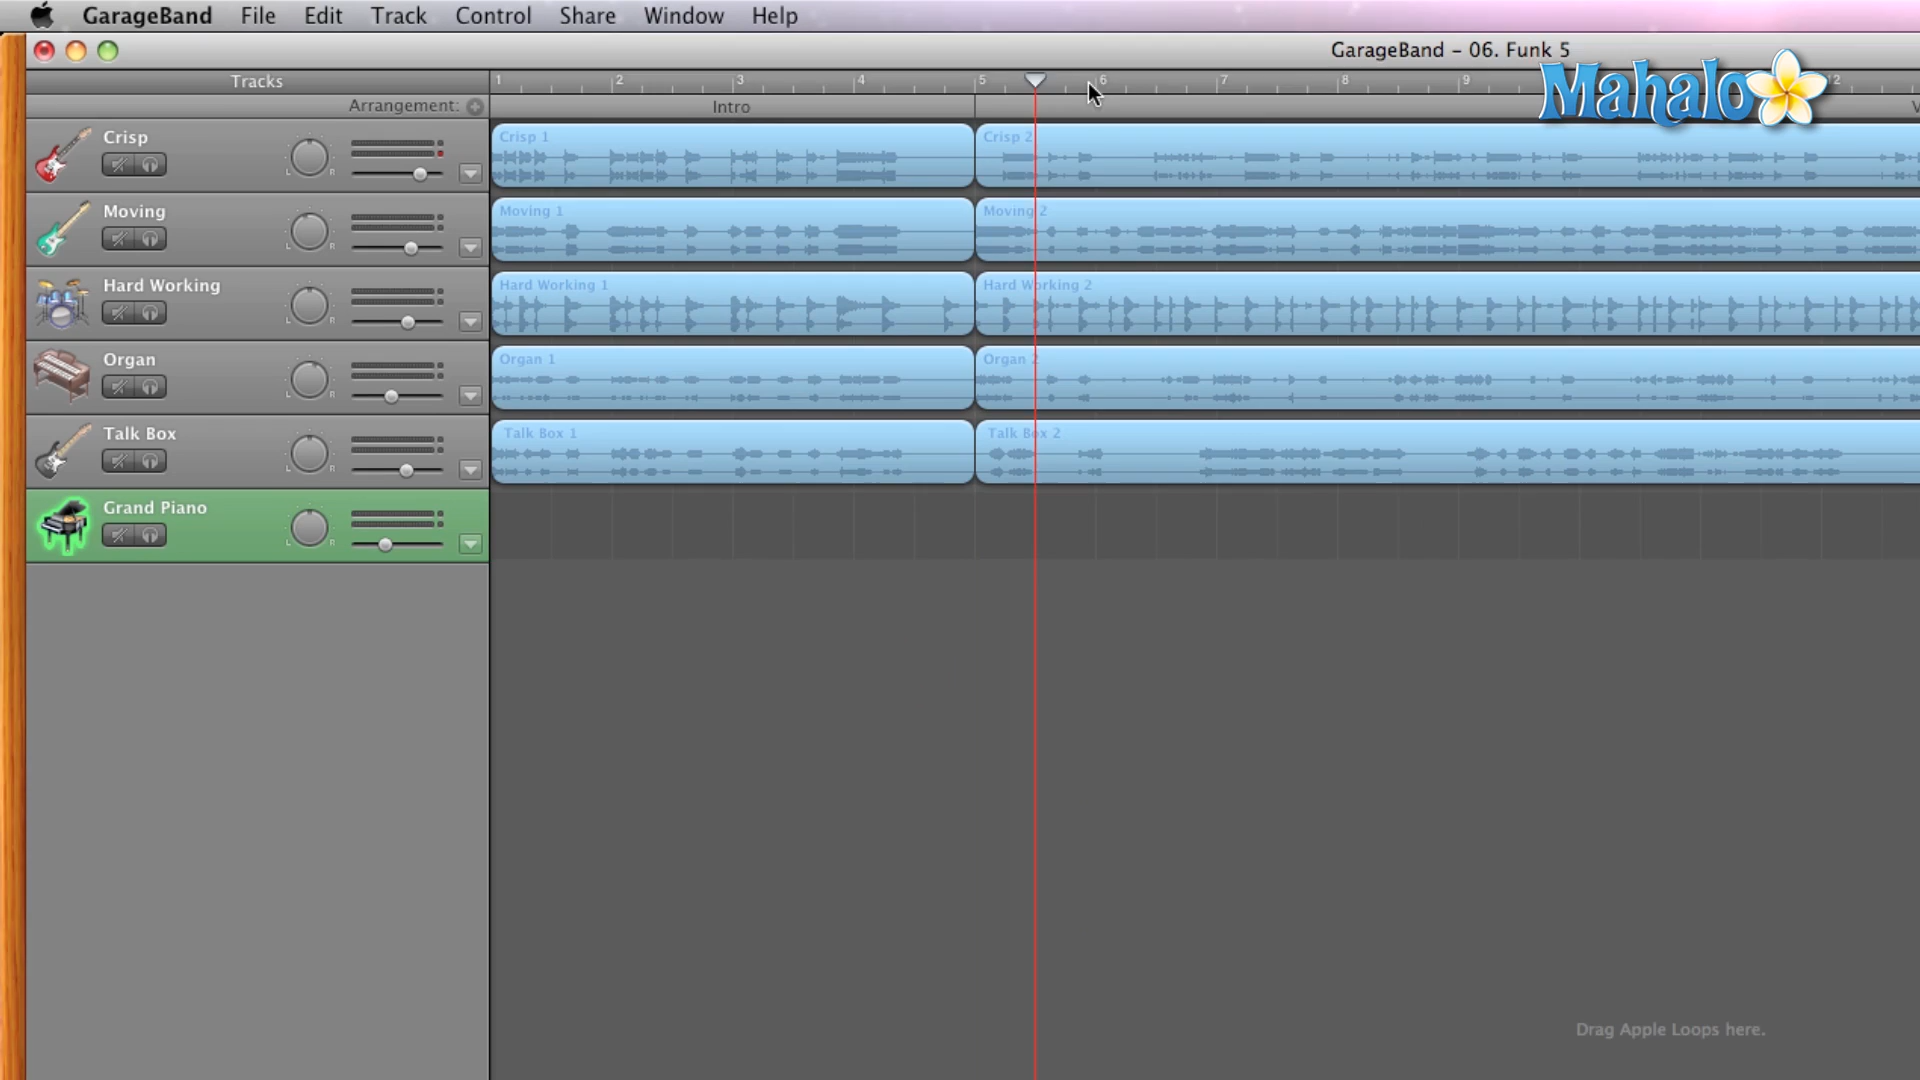 GarageBand File Edit Track Control Share Window Help
GarageBand – 06. Funk 5
Mahalo
Tracks
1 2 3 4 5 6 7 8 9 2
Arrangement:
Intro
Crisp
L R
Crisp 1
Crisp 2
Moving
L R
Moving 1
Moving 2
Hard Working
L R
Hard Working 1
Hard Working 2
Organ
L R
Organ 1
Organ 2
Talk Box
L R
Talk Box 1
Talk Box 2
Grand Piano
L R
Drag Apple Loops here.